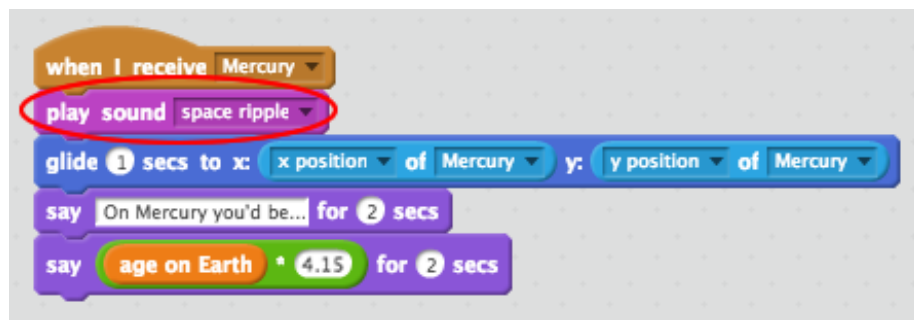 when I receive Mercury
play sound space ripple
glide 1 secs to x: x position of Mercury y: y position of Mercury
say On Mercury you'd be... for 2 secs
say age on Earth * 4.15 for 2 secs